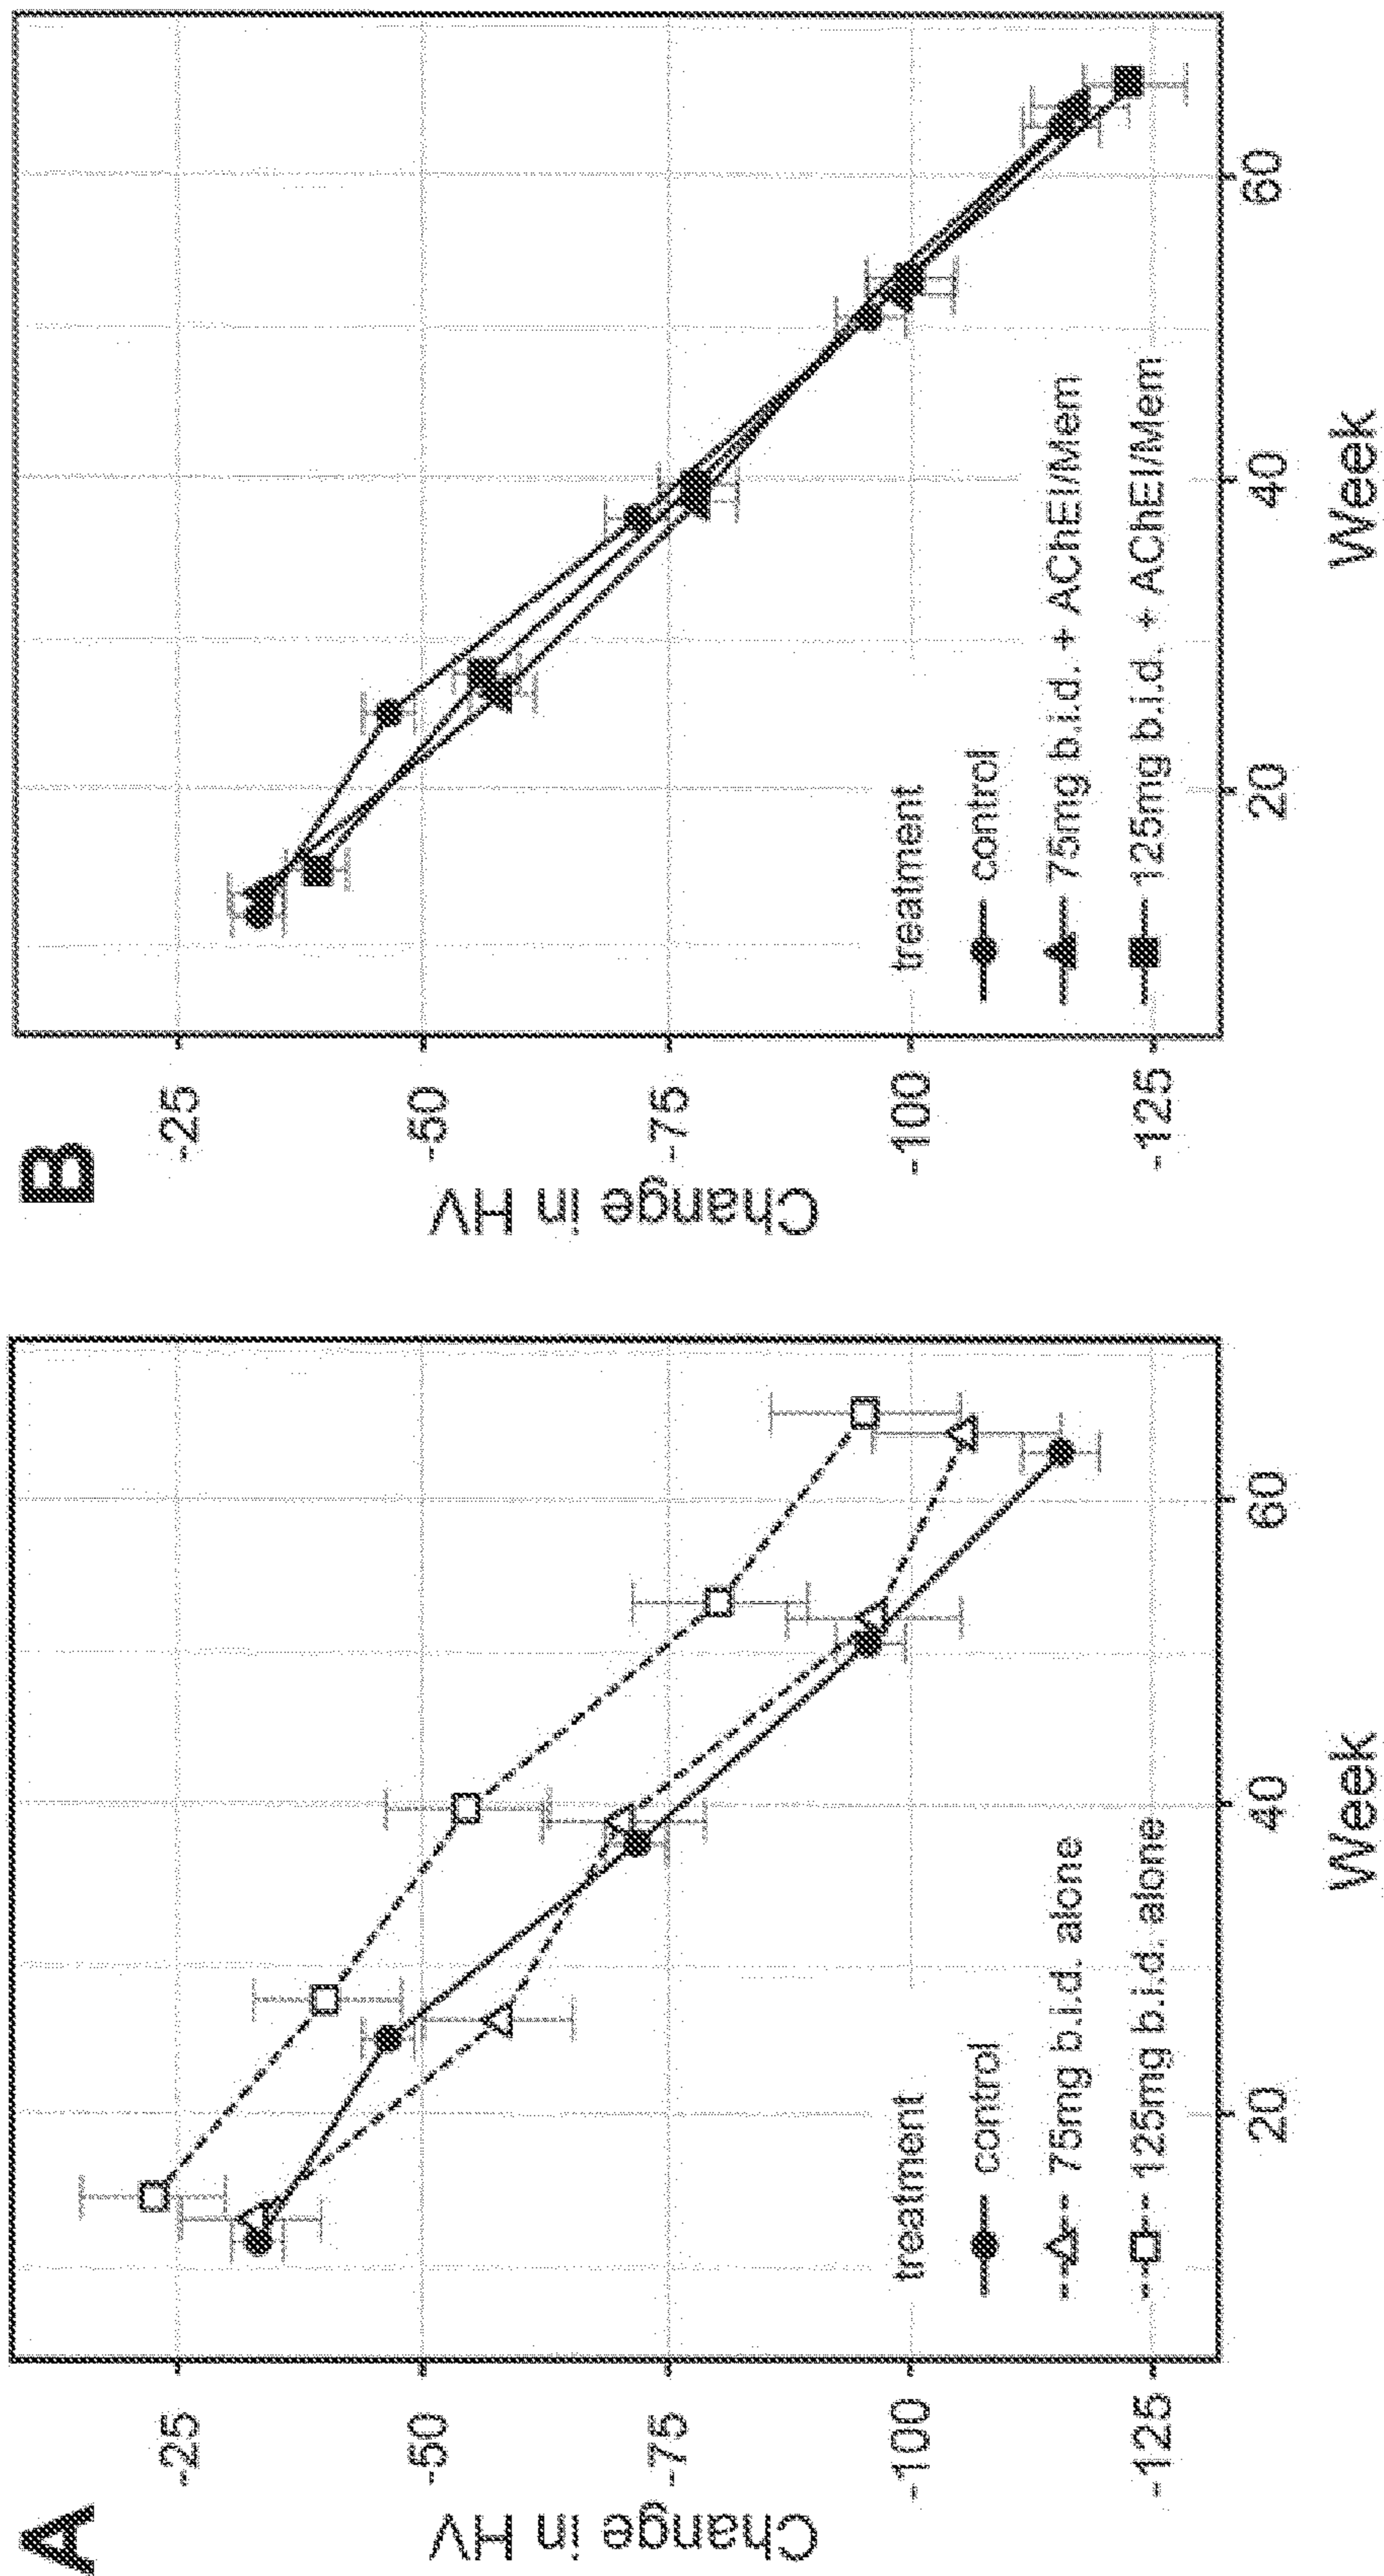 A
Change in HV
-25
-50
-75
-100
-125
treatment
control
75mg b.i.d. alone
125mg b.i.d. alone
20
40
60
Week
B
Change in HV
-25
-50
-75
-100
-125
treatment
control
75mg b.i.d. + AChEI/Mem
125mg b.i.d. + AChEI/Mem
20
40
60
Week